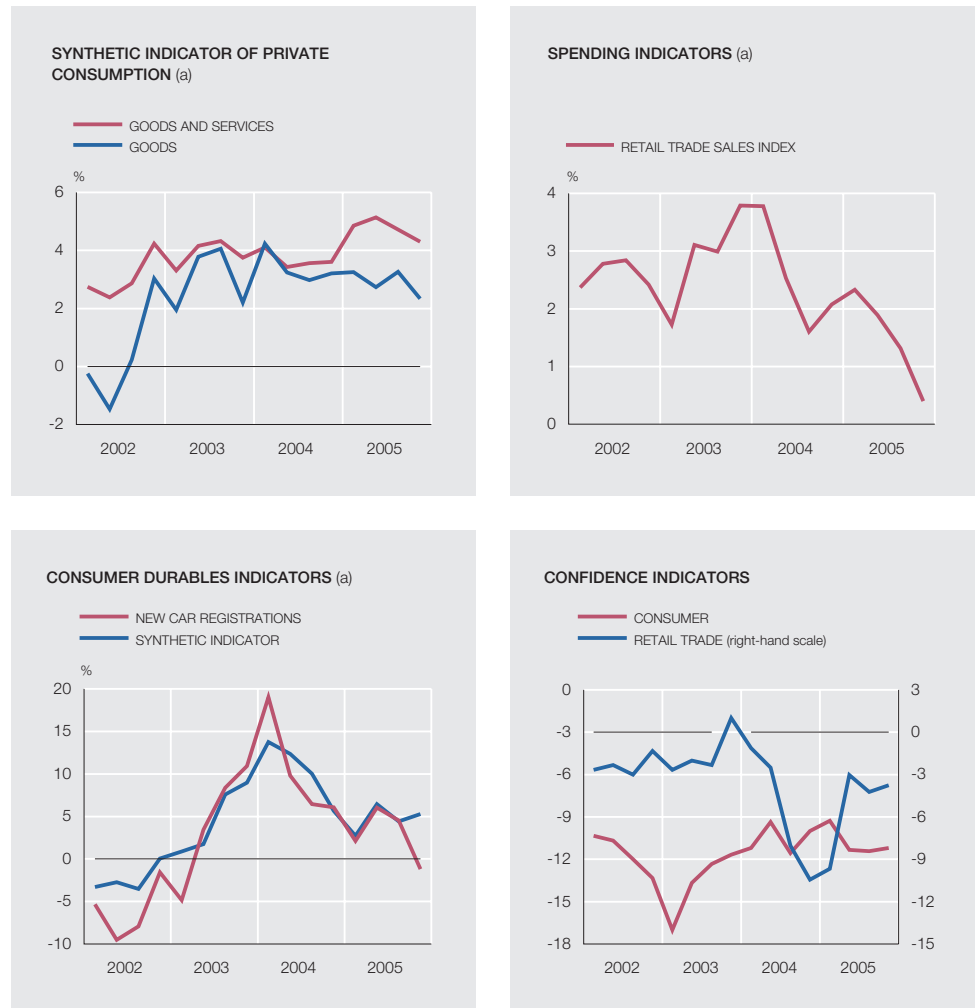 SYNTHETIC INDICATOR OF PRIVATE
CONSUMPTION (a)
GOODS AND SERVICES
GOODS
%
6
4
2
0
-2
2002 2003 2004 2005
SPENDING INDICATORS (a)
RETAIL TRADE SALES INDEX
%
4
3
2
1
0
2002 2003 2004 2005
CONSUMER DURABLES INDICATORS (a)
NEW CAR REGISTRATIONS
SYNTHETIC INDICATOR
%
20
15
10
5
0
-5
-10
2002 2003 2004 2005
CONFIDENCE INDICATORS
CONSUMER
RETAIL TRADE (right-hand scale)
0 3
-3 0
-6 -3
-9 -6
-12 -9
-15 -12
-18 -15
2002 2003 2004 2005